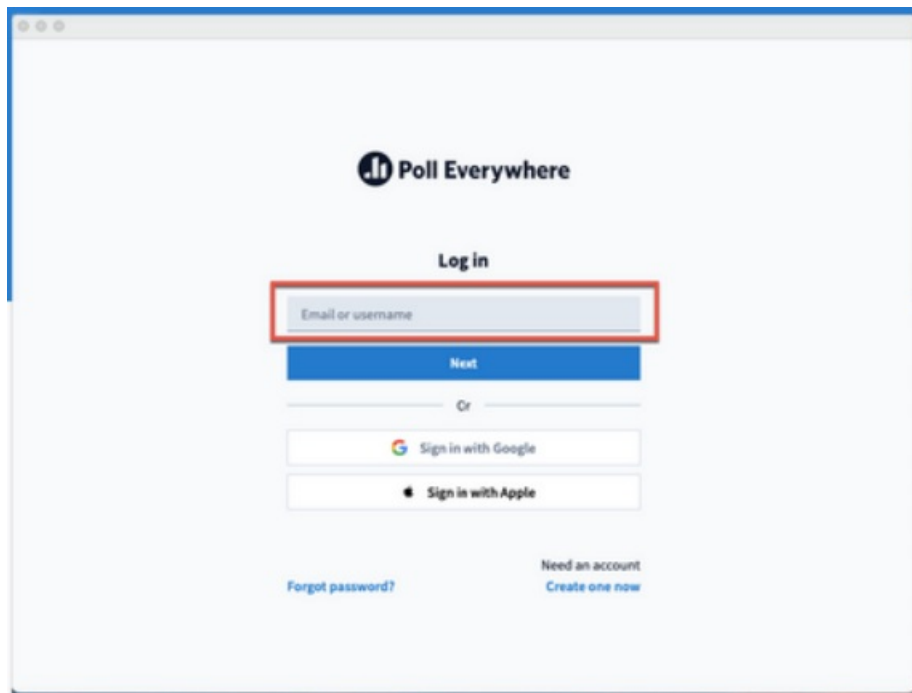 Poll Everywhere
Log in
Email or username
Next
Or
Sign in with Google
Sign in with Apple
Need an account
Forgot password? Create one now